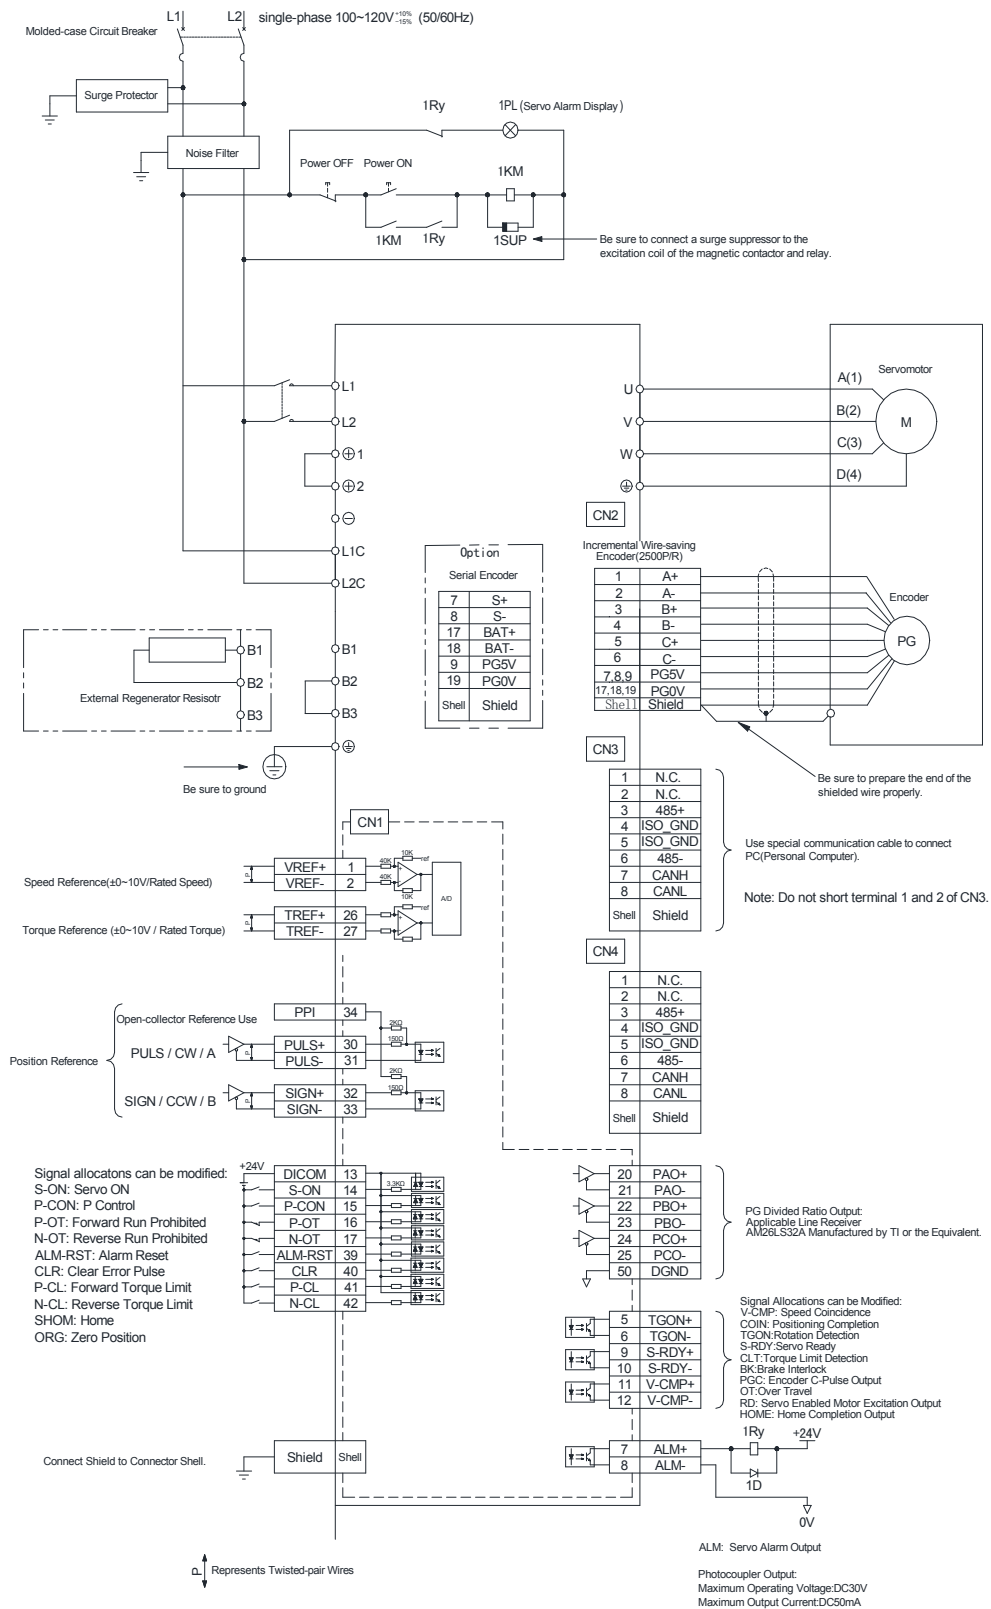 L1 L2 single-phase 100~120V +10% -15% (50/60Hz)
Molded-case Circuit Breaker
Surge Protector
Noise Filter
1Ry 1PL (Servo Alarm Display)
Power OFF Power ON
1KM
1KM 1Ry 1SUP
Be sure to connect a surge suppressor to the
excitation coil of the magnetic contactor and relay.
L1
L2
⊕1
⊕2
⊖
L1C
L2C
B1
B2
B3
External Regenerator Resisotr
B1
B2
B3
Be sure to ground
U
V
W
A(1)
B(2)
C(3)
D(4)
Servomotor
M
CN2
Incremental Wire-saving
Encoder(2500P/R)
1 A+
2 A-
3 B+
4 B-
5 C+
6 C-
7,8,9 PG5V
17,18,19 PG0V
Shell Shield
Encoder
PG
Option
Serial Encoder
7 S+
8 S-
17 BAT+
18 BAT-
9 PG5V
19 PG0V
Shell Shield
Be sure to prepare the end of the
shielded wire properly.
CN3
1 N.C.
2 N.C.
3 485+
4 ISO_GND
5 ISO_GND
6 485-
7 CANH
8 CANL
Shell Shield
Use special communication cable to connect
PC(Personal Computer).
Note: Do not short terminal 1 and 2 of CN3.
CN4
1 N.C.
2 N.C.
3 485+
4 ISO_GND
5 ISO_GND
6 485-
7 CANH
8 CANL
Shell Shield
CN1
Speed Reference(±0~10V/Rated Speed)
P
VREF+ 1
VREF- 2
40K
40K
10K
10K
ref
Torque Reference (±0~10V / Rated Torque)
P
TREF+ 26
TREF- 27
ref
A/D
Position Reference
Open-collector Reference Use
PPI 34
PULS / CW / A
P
PULS+ 30
PULS- 31
2KΩ
150Ω
SIGN / CCW / B
P
SIGN+ 32
SIGN- 33
2KΩ
150Ω
Signal allocatons can be modified:
S-ON: Servo ON
P-CON: P Control
P-OT: Forward Run Prohibited
N-OT: Reverse Run Prohibited
ALM-RST: Alarm Reset
CLR: Clear Error Pulse
P-CL: Forward Torque Limit
N-CL: Reverse Torque Limit
SHOM: Home
ORG: Zero Position
+24V
DICOM 13
S-ON 14
P-CON 15
P-OT 16
N-OT 17
ALM-RST 39
CLR 40
P-CL 41
N-CL 42
3.3KΩ
20 PAO+
21 PAO-
22 PBO+
23 PBO-
24 PCO+
25 PCO-
50 DGND
PG Divided Ratio Output:
Applicable Line Receiver
AM26LS32A Manufactured by TI or the Equivalent.
5 TGON+
6 TGON-
9 S-RDY+
10 S-RDY-
11 V-CMP+
12 V-CMP-
Signal Allocations can be Modified:
V-CMP: Speed Coincidence
COIN: Positioning Completion
TGON:Rotation Detection
S-RDY:Servo Ready
CLT:Torque Limit Detection
BK:Brake Interlock
PGC: Encoder C-Pulse Output
OT:Over Travel
RD: Servo Enabled Motor Excitation Output
HOME: Home Completion Output
7 ALM+
8 ALM-
1Ry +24V
1D
0V
Connect Shield to Connector Shell.
Shield Shell
ALM: Servo Alarm Output
P Represents Twisted-pair Wires
Photocoupler Output:
Maximum Operating Voltage:DC30V
Maximum Output Current:DC50mA